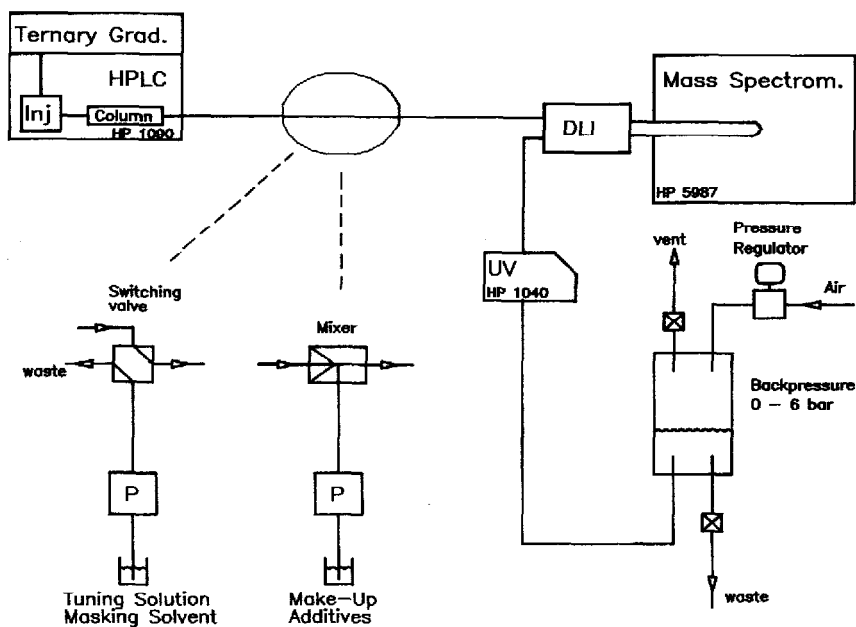 Ternary Grad.
HPLC
Inj
Column
HP 1090
DLI
Mass Spectrom.
HP 5987
UV
HP 1040
vent
Pressure
Regulator
Air
Backpressure
0 – 6 bar
waste
Switching
valve
waste
P
Tuning Solution
Masking Solvent
Mixer
P
Make-Up
Additives